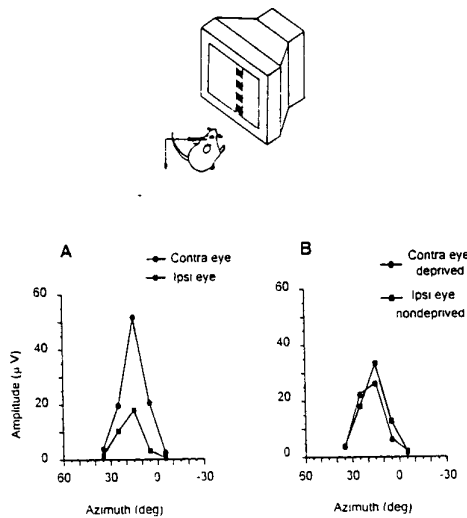 A
Contra eye
Ipsi eye
Amplitude (μ V)
60
40
20
0
60 30 0 -30
Azimuth (deg)
B
Contra eye
deprived
Ipsi eye
nondeprived
60
40
20
0
60 30 0 -30
Azimuth (deg)